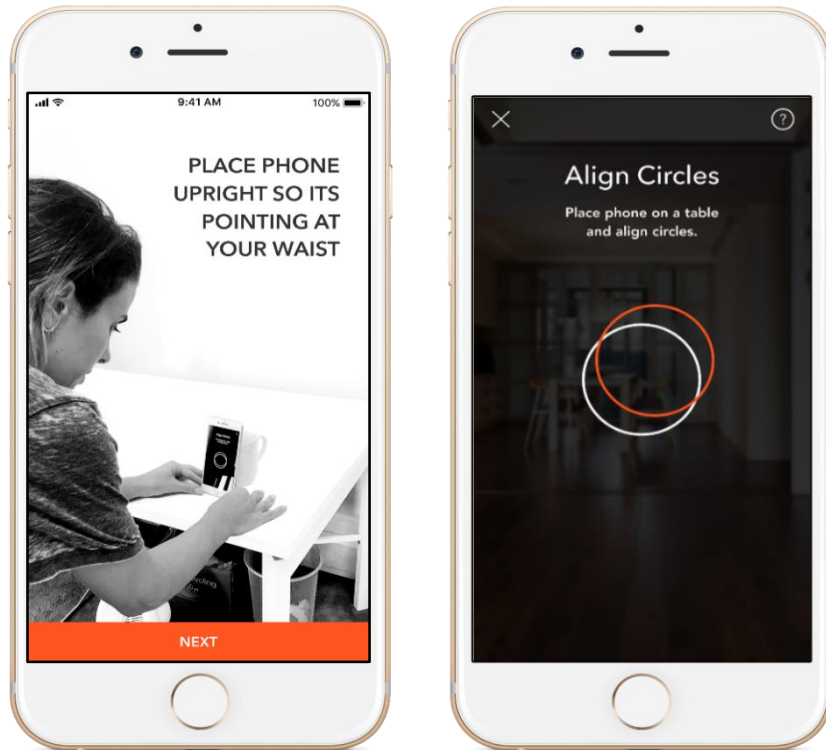 9:41 AM
100%
PLACE PHONE
UPRIGHT SO ITS
POINTING AT
YOUR WAIST
NEXT
?
Align Circles
Place phone on a table
and align circles.